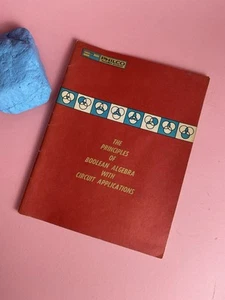 THE
PRINCIPLES
OF
BOOLEAN ALGEBRA
WITH
CIRCUIT APPLICATIONS